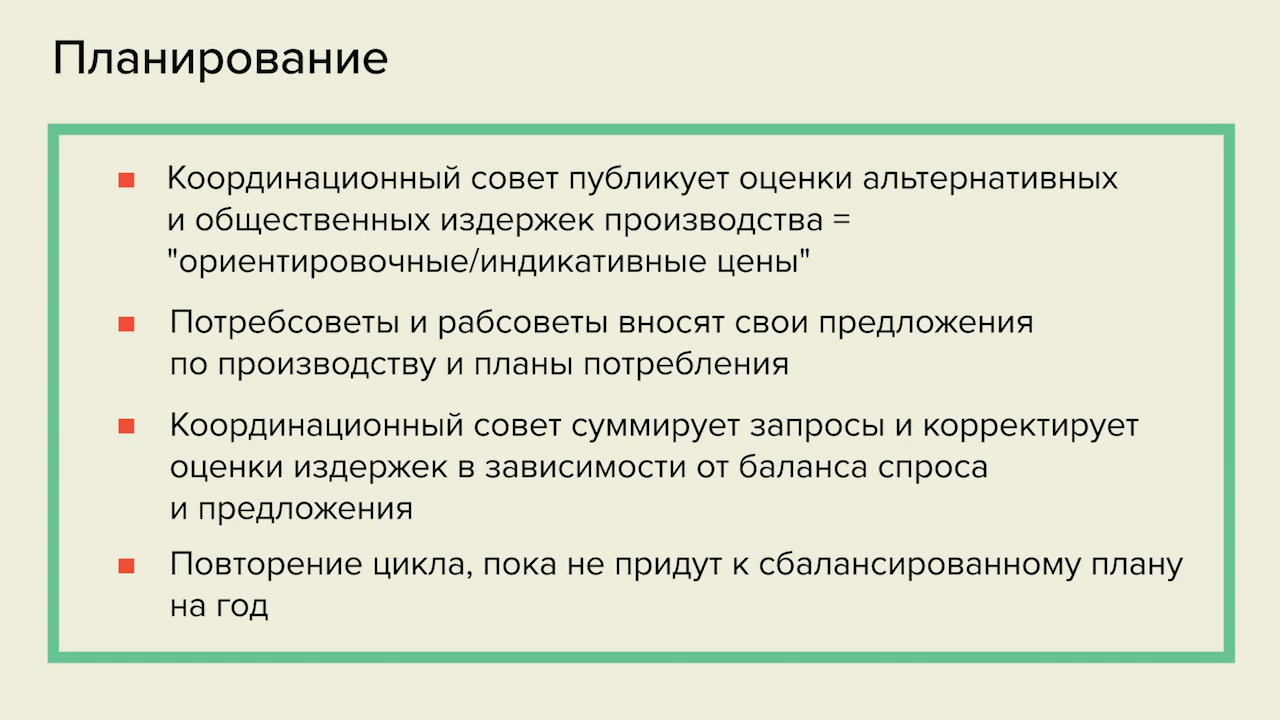 Планирование
Координационный совет публикует оценки альтернативных
и общественных издержек производства =
"ориентировочные/индикативные цены"
Потребсоветы и рабсоветы вносят свои предложения
по производству и планы потребления
Координационный совет суммирует запросы и корректирует
оценки издержек в зависимости от баланса спроса
и предложения
Повторение цикла, пока не придут к сбалансированному плану
на год